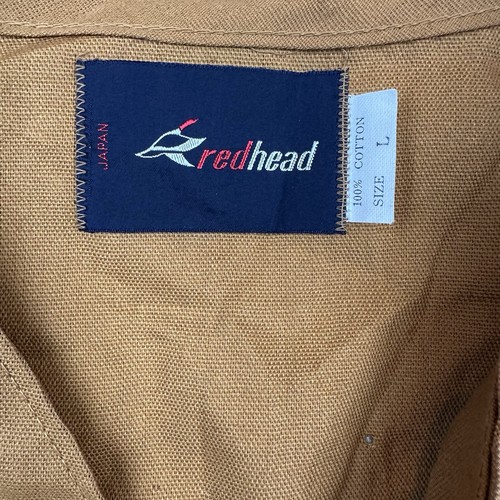 JAPAN
redhead
100% COTTON
SIZE L